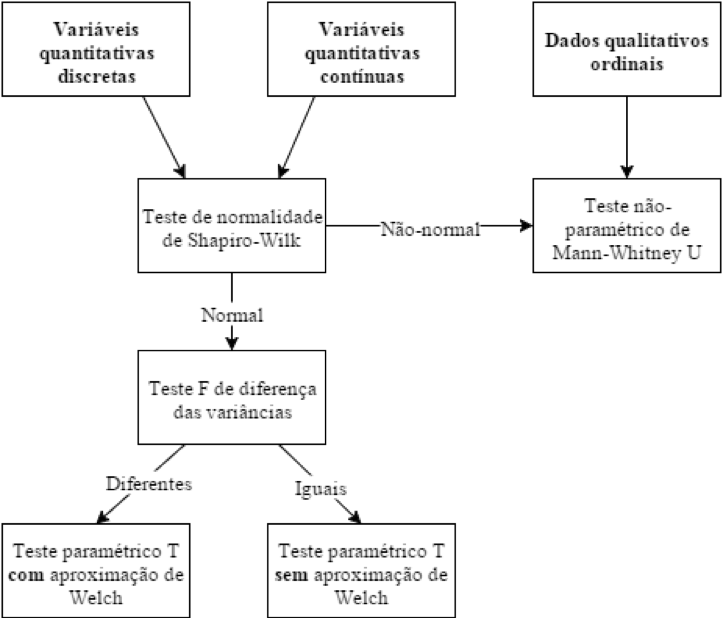 Variáveis
quantitativas
discretas
Variáveis
quantitativas
contínuas
Dados qualitativos
ordinais
Teste de normalidade
de Shapiro-Wilk
Não-normal
Teste não-
paramétrico de
Mann-Whitney U
Normal
Teste F de diferença
das variâncias
Diferentes
Iguais
Teste paramétrico T
com aproximação de
Welch
Teste paramétrico T
sem aproximação de
Welch